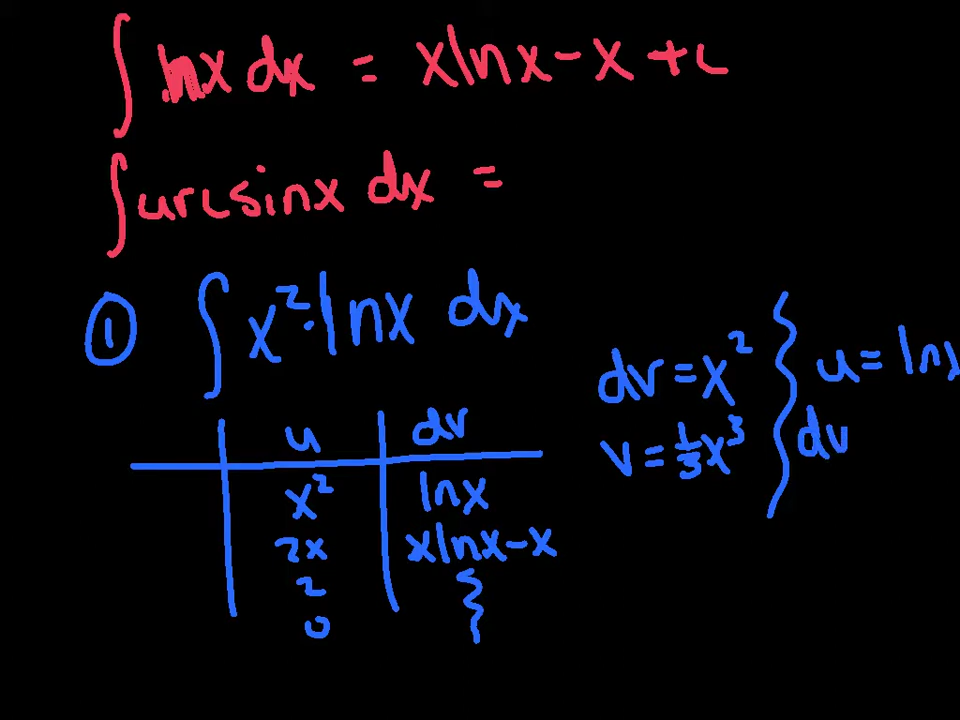 ∫ lnx dx = xlnx - x + c
∫ arcsinx dx =
① ∫ x²·lnx dx
dv = x² } u = lnx
v = ⅓x³ } dv
u | dv
x² | lnx
2x | xlnx-x
2
0